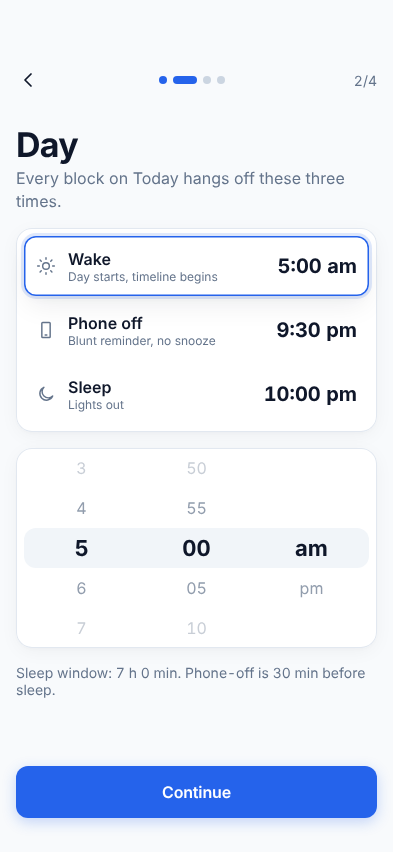 2/4
Day
Every block on Today hangs off these three
times.
Wake
Day starts, timeline begins
5:00 am
Phone off
Blunt reminder, no snooze
9:30 pm
Sleep
Lights out
10:00 pm
3 50
4 55
5 00 am
6 05 pm
7 10
Sleep window: 7 h 0 min. Phone-off is 30 min before
sleep.
Continue